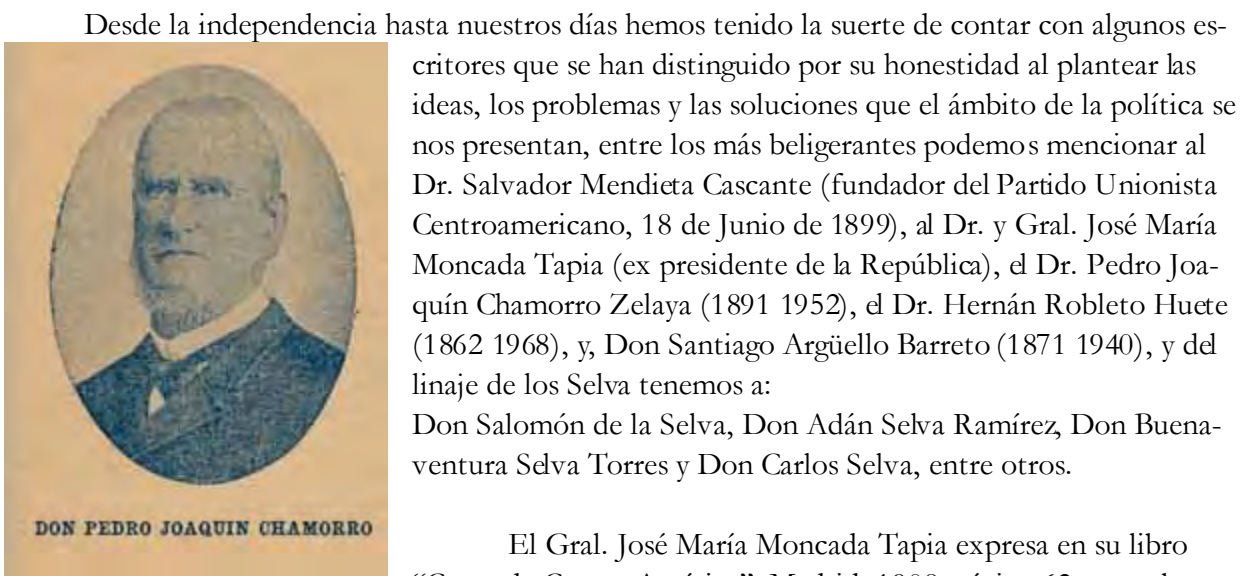 Desde la independencia hasta nuestros días hemos tenido la suerte de contar con algunos es-
critores que se han distinguido por su honestidad al plantear las
ideas, los problemas y las soluciones que el ámbito de la política se
nos presentan, entre los más beligerantes podemos mencionar al
Dr. Salvador Mendieta Cascante (fundador del Partido Unionista
Centroamericano, 18 de Junio de 1899), al Dr. y Gral. José María
Moncada Tapia (ex presidente de la República), el Dr. Pedro Joa-
quín Chamorro Zelaya (1891 1952), el Dr. Hernán Robleto Huete
(1862 1968), y, Don Santiago Argüello Barreto (1871 1940), y del
linaje de los Selva tenemos a:
Don Salomón de la Selva, Don Adán Selva Ramírez, Don Buena-
ventura Selva Torres y Don Carlos Selva, entre otros.
DON PEDRO JOAQUIN CHAMORRO
El Gral. José María Moncada Tapia expresa en su libro